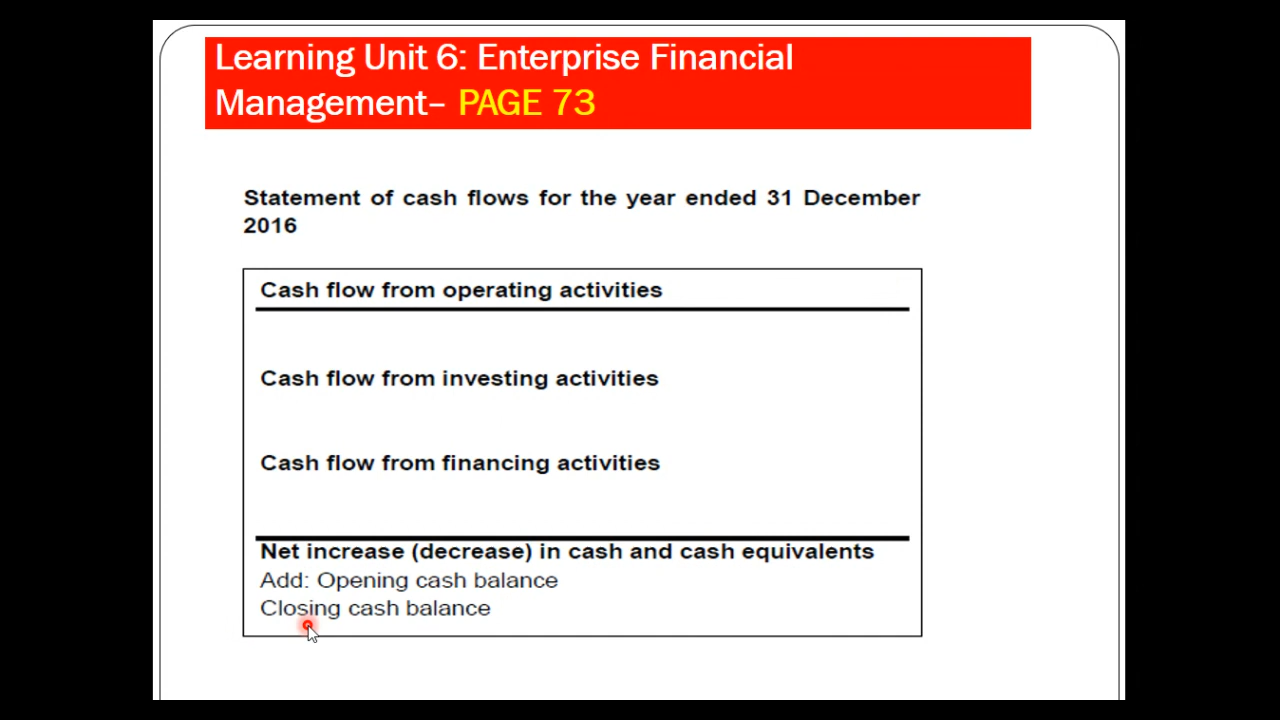 Learning Unit 6: Enterprise Financial
Management– PAGE 73
Statement of cash flows for the year ended 31 December
2016
Cash flow from operating activities
Cash flow from investing activities
Cash flow from financing activities
Net increase (decrease) in cash and cash equivalents
Add: Opening cash balance
Closing cash balance